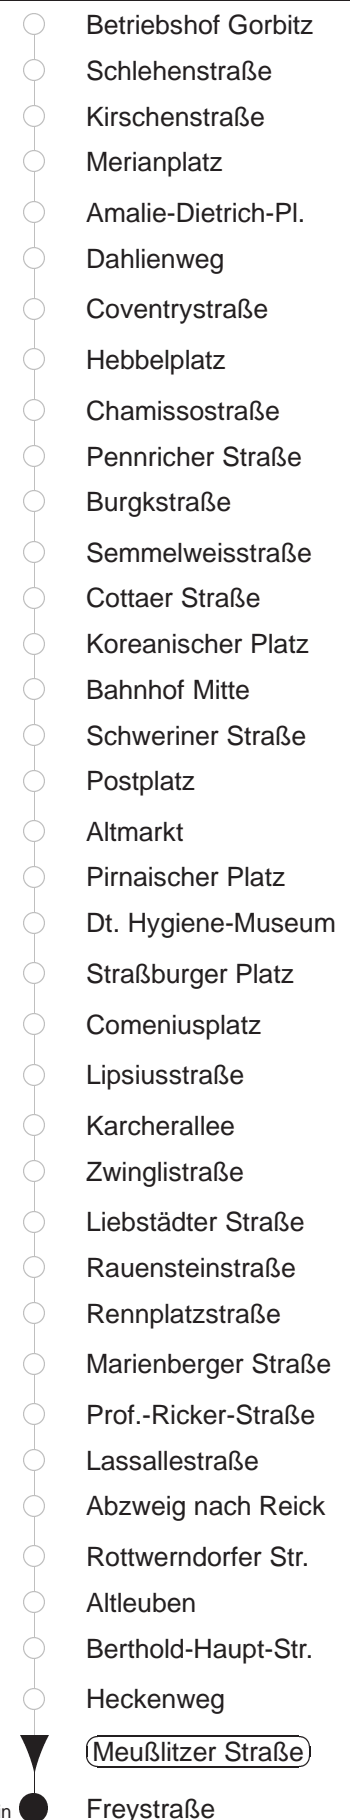 Betriebshof Gorbitz
Schlehenstraße
Kirschenstraße
Merianplatz
Amalie-Dietrich-Pl.
Dahlienweg
Coventrystraße
Hebbelplatz
Chamissostraße
Pennricher Straße
Burgkstraße
Semmelweisstraße
Cottaer Straße
Koreanischer Platz
Bahnhof Mitte
Schweriner Straße
Postplatz
Altmarkt
Pirnaischer Platz
Dt. Hygiene-Museum
Straßburger Platz
Comeniusplatz
Lipsiusstraße
Karcherallee
Zwinglistraße
Liebstädter Straße
Rauensteinstraße
Rennplatzstraße
Marienberger Straße
Prof.-Ricker-Straße
Lassallestraße
Abzweig nach Reick
Rottwerndorfer Str.
Altleuben
Berthold-Haupt-Str.
Heckenweg
Meußlitzer Straße
Freystraße